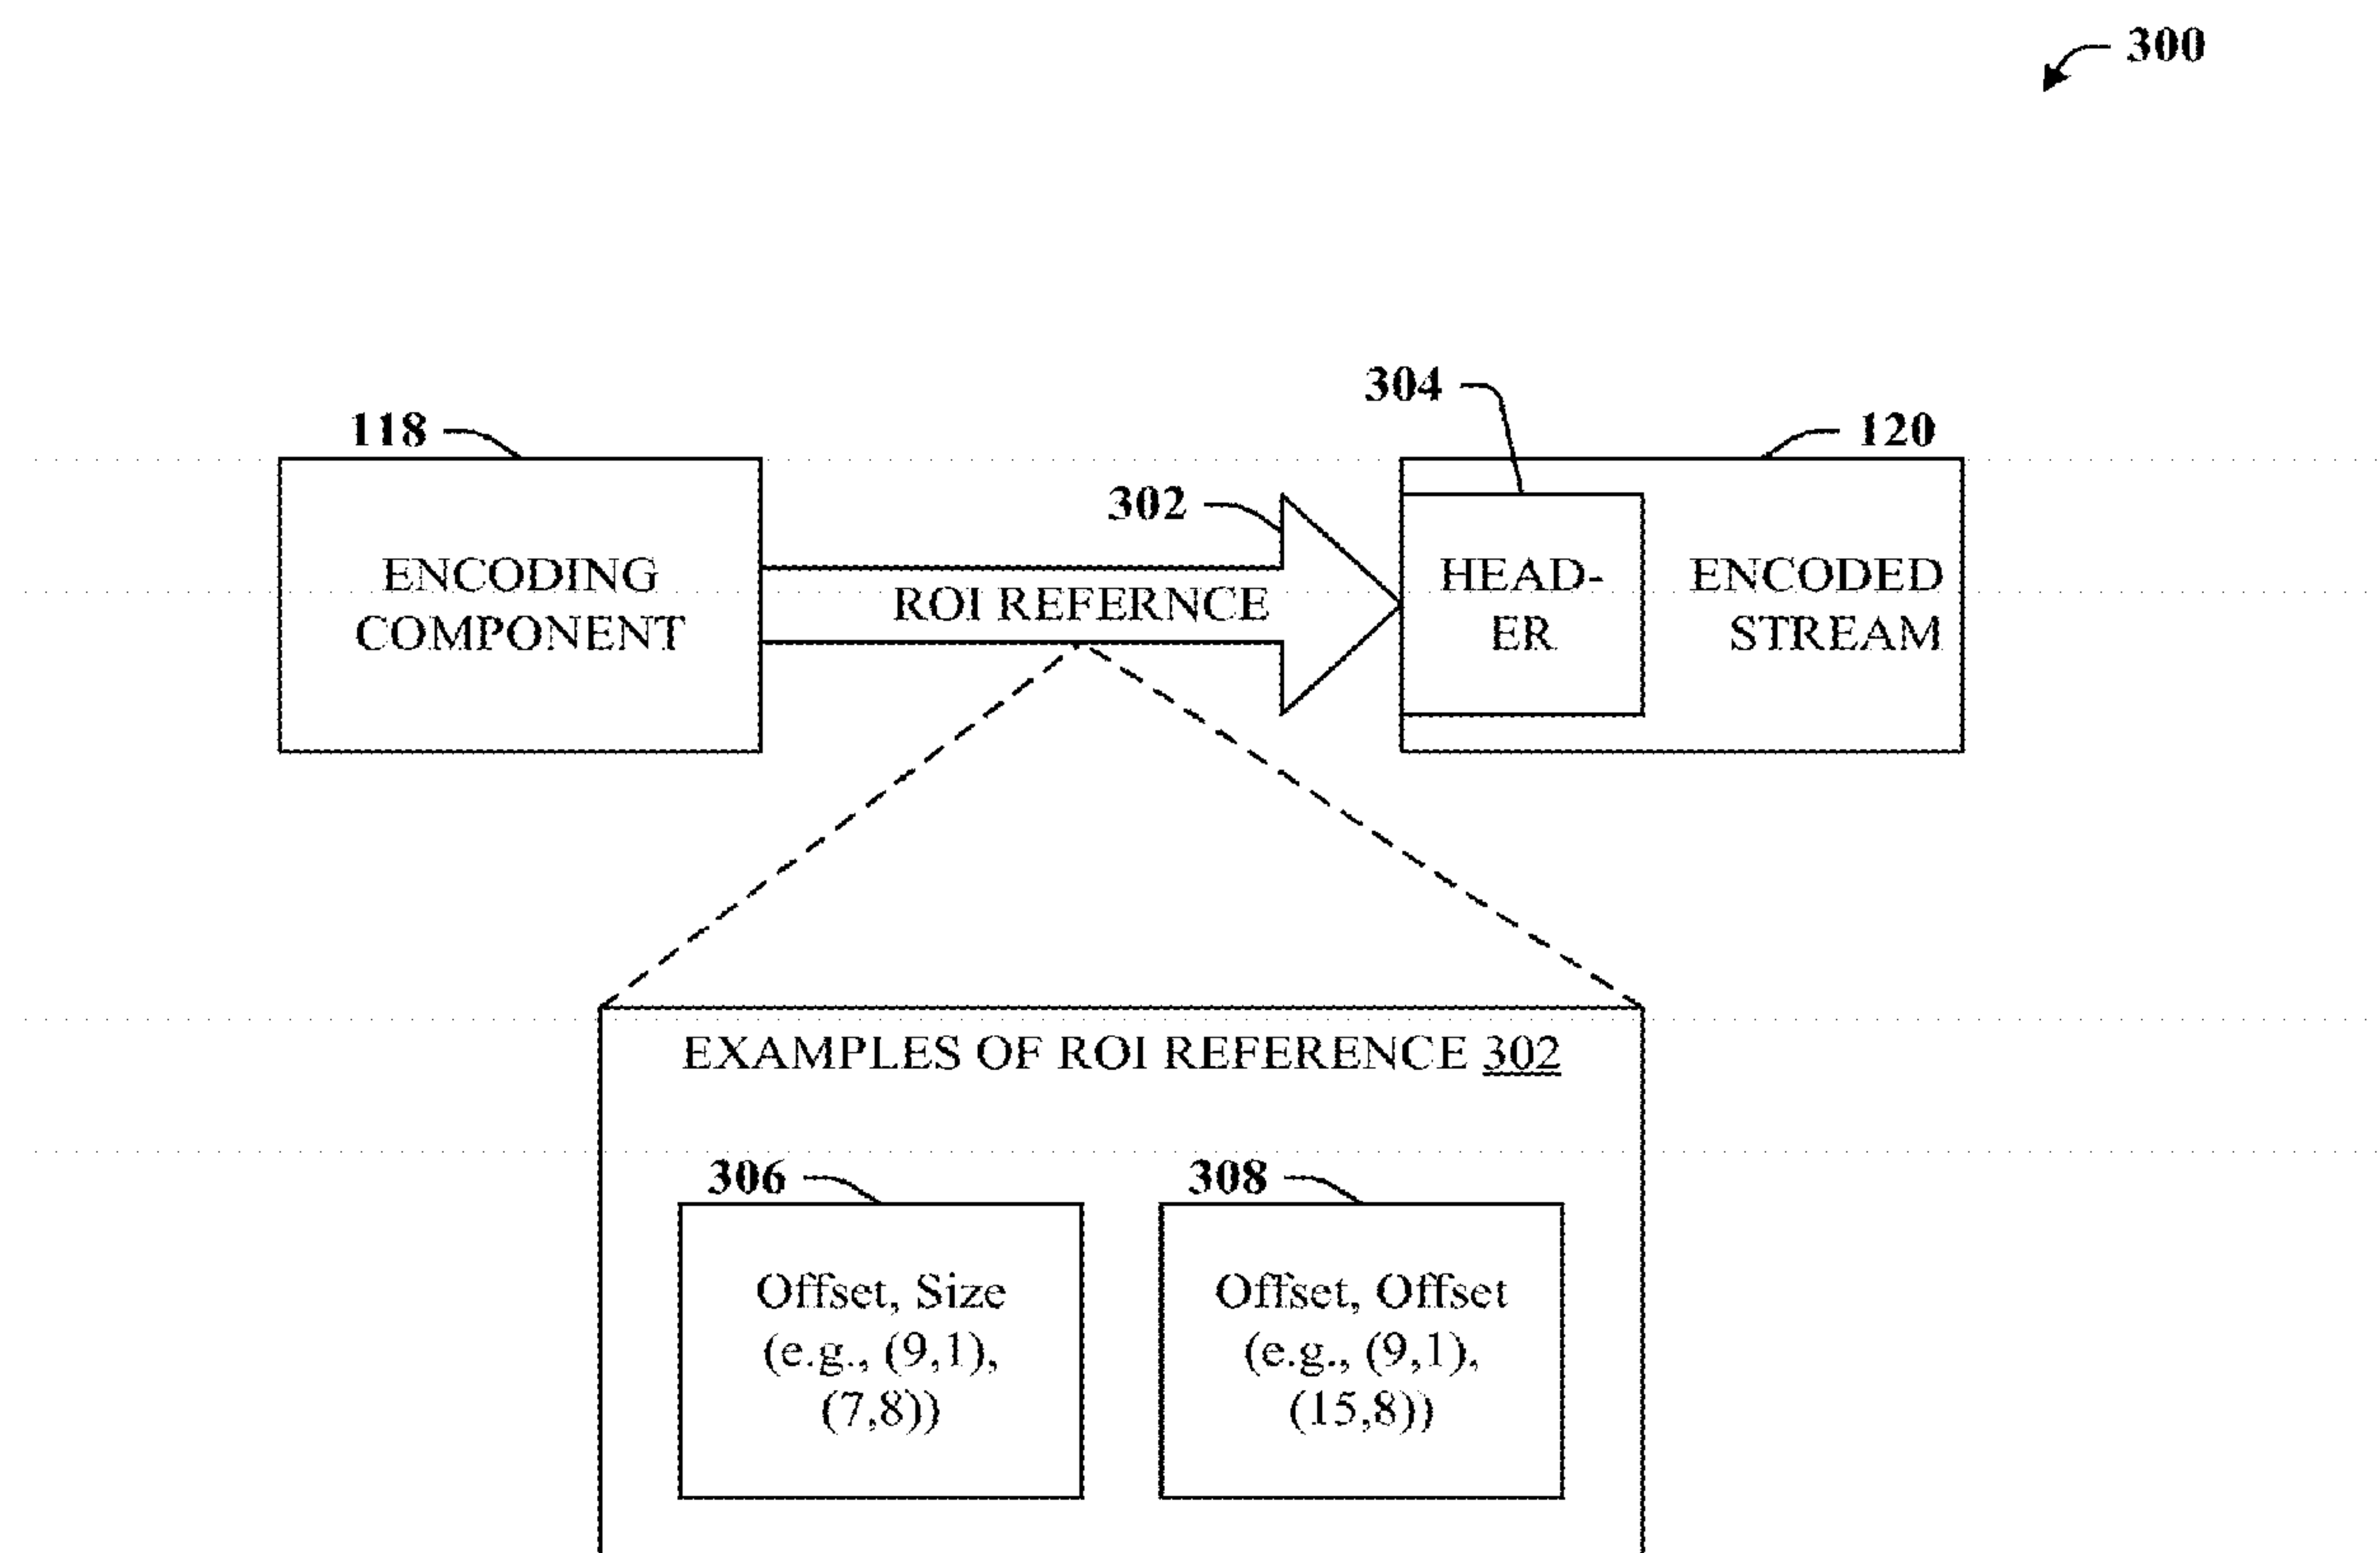 300
304
118
120
302
ENCODING
COMPONENT
ROI REFERNCE
HEAD-
ER
ENCODED
STREAM
EXAMPLES OF ROI REFERENCE 302
306
308
Offset, Size
(e.g., (9,1),
(7,8))
Offset, Offset
(e.g., (9,1),
(15,8))